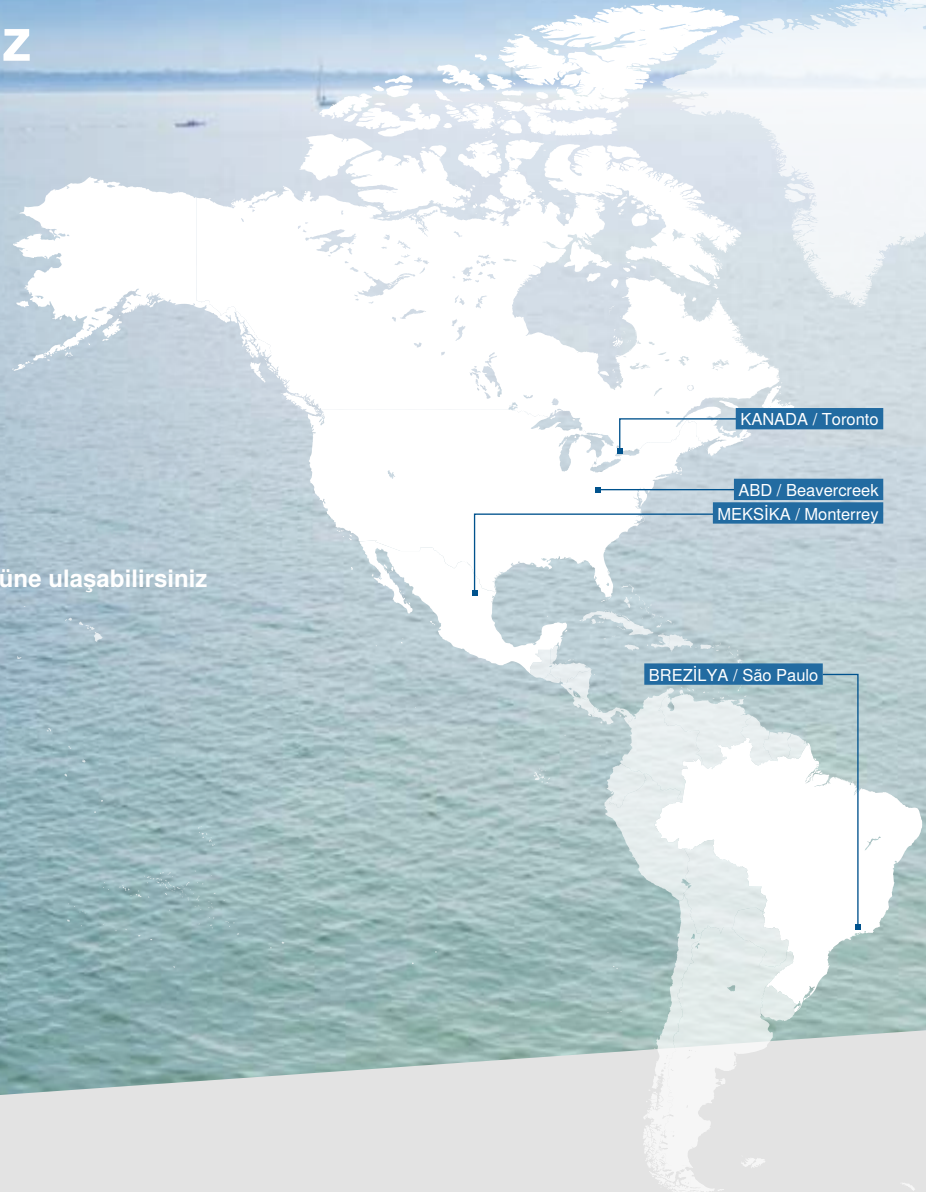 z
KANADA / Toronto
ABD / Beavercreek
MEKSİKA / Monterrey
üne ulaşabilirsiniz
BREZİLYA / São Paulo